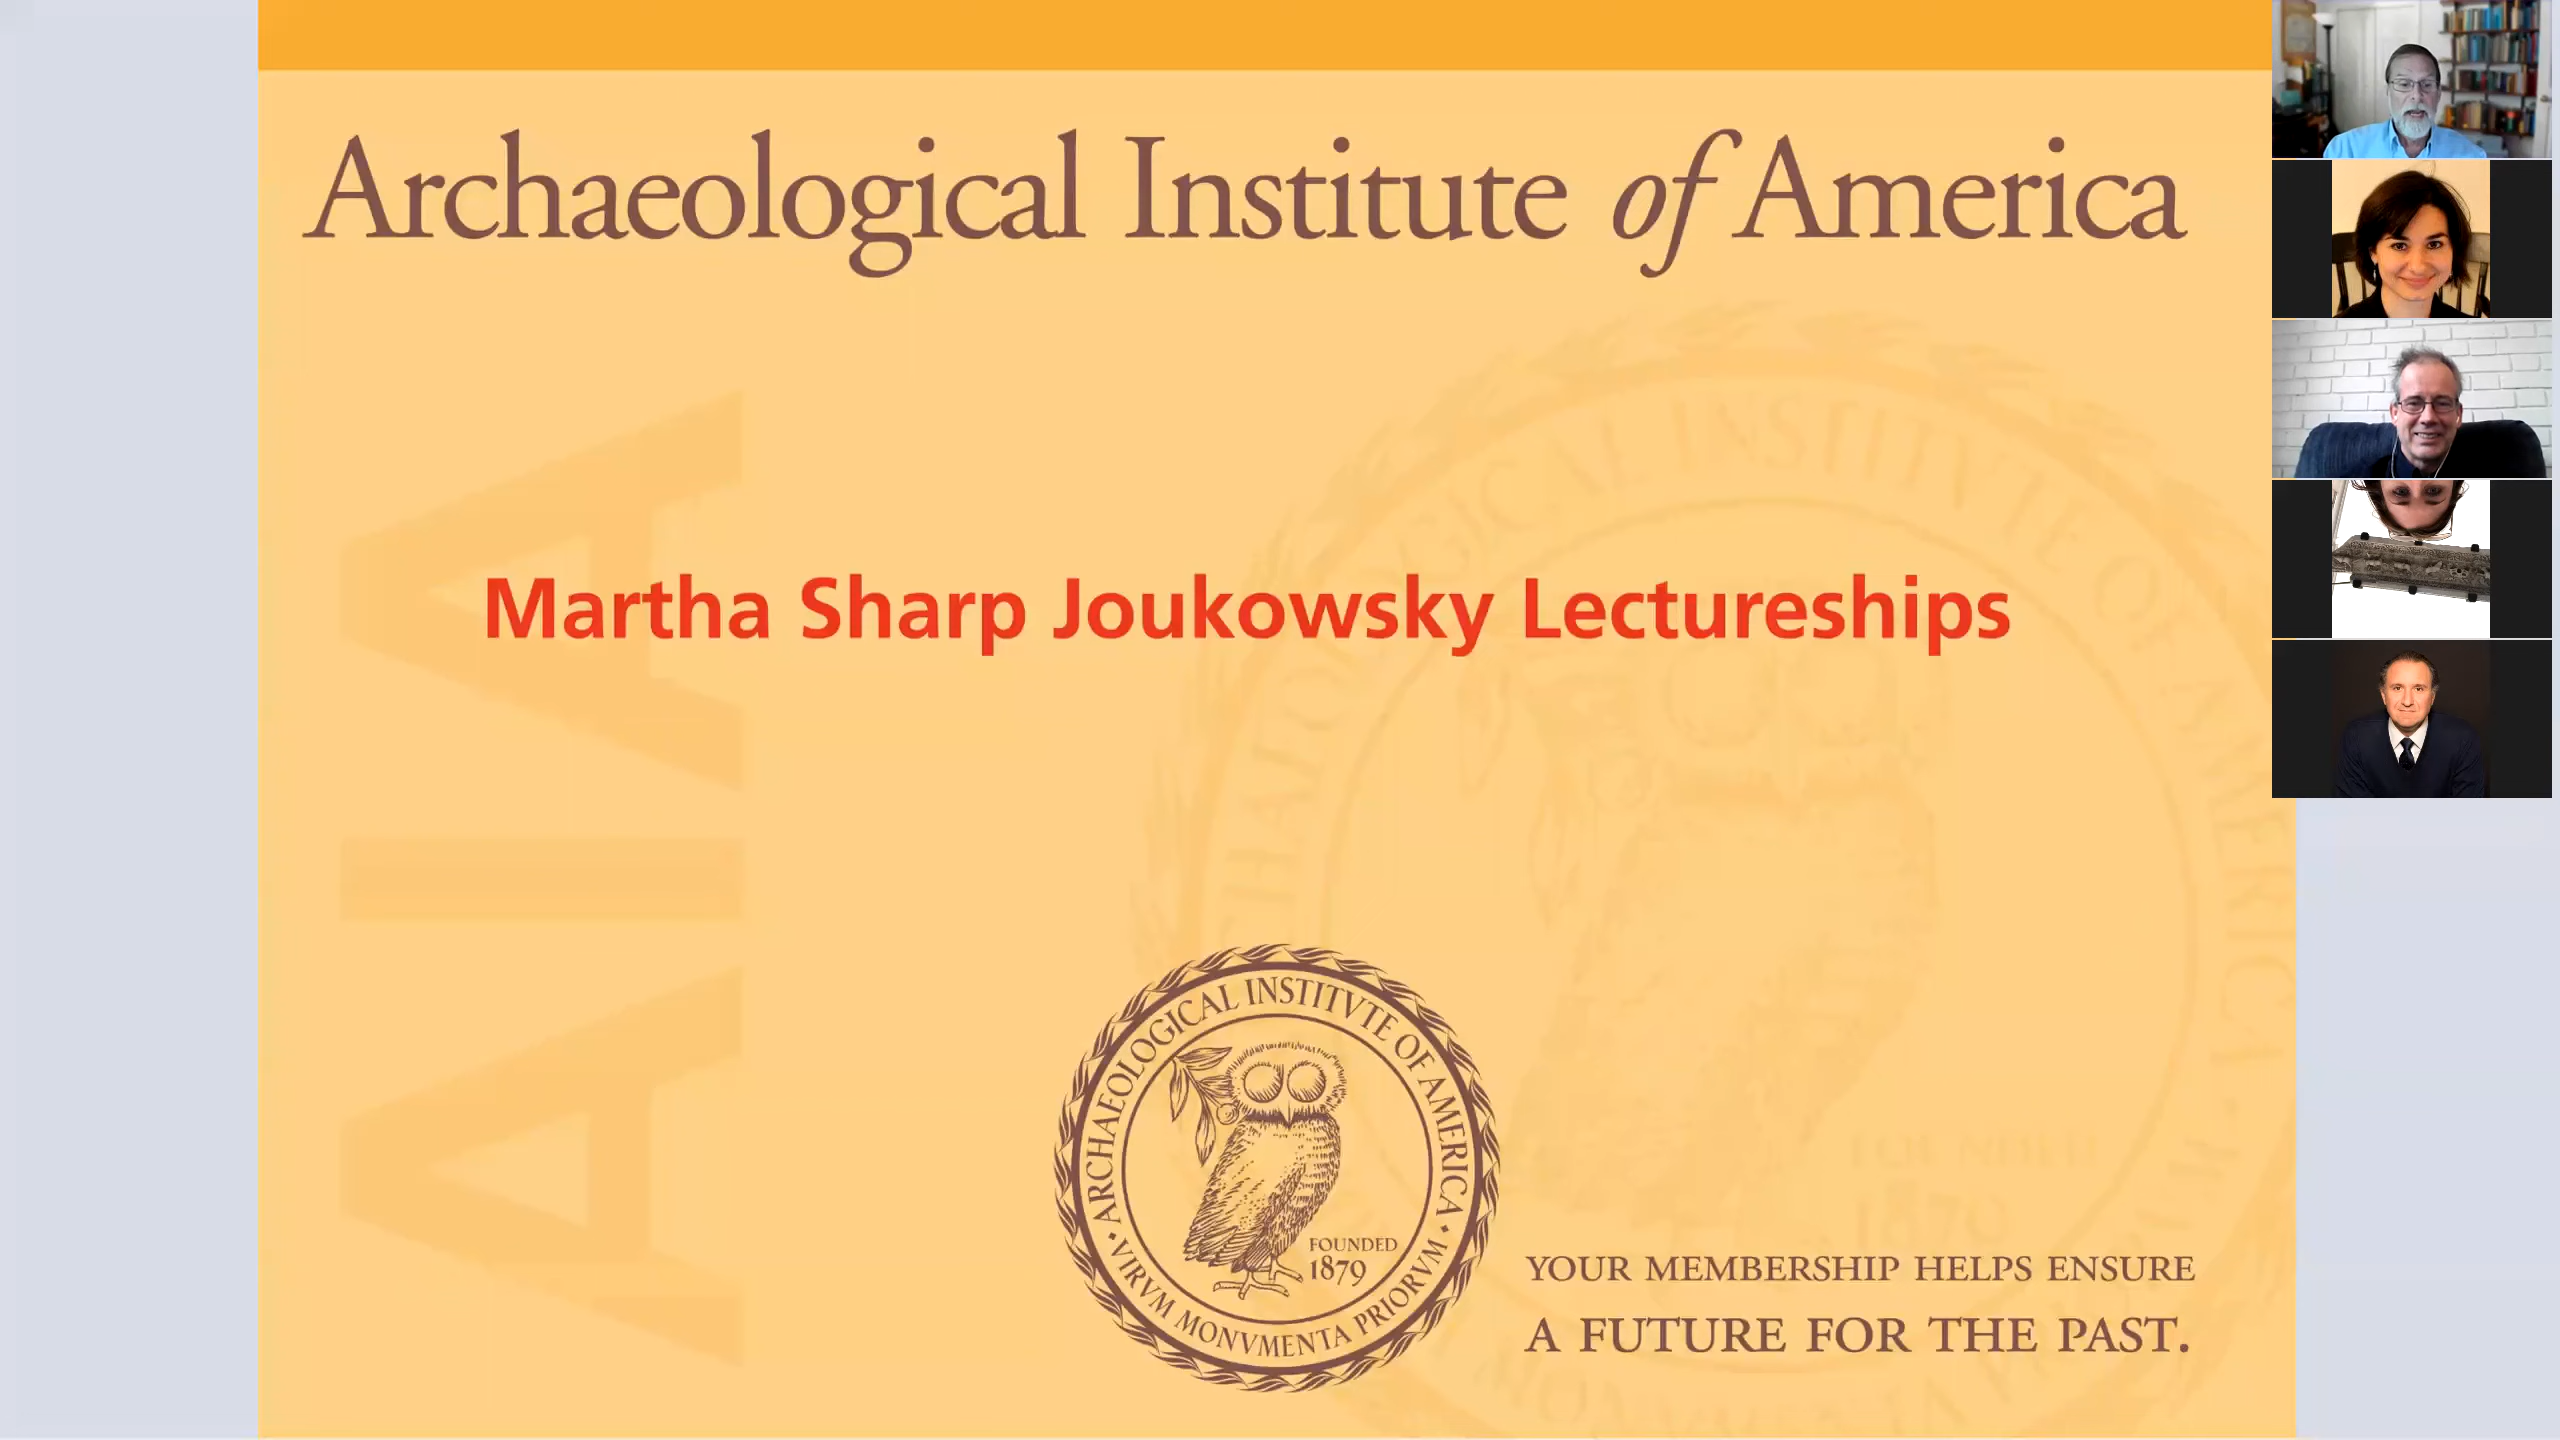 Archaeological Institute of America
AIA
Martha Sharp Joukowsky Lectureships
ARCHAEOLOGICAL INSTITVTE OF AMERICA
FOUNDED
1879
• VIRVM MONVMENTA PRIORVM •
YOUR MEMBERSHIP HELPS ENSURE
A FUTURE FOR THE PAST.